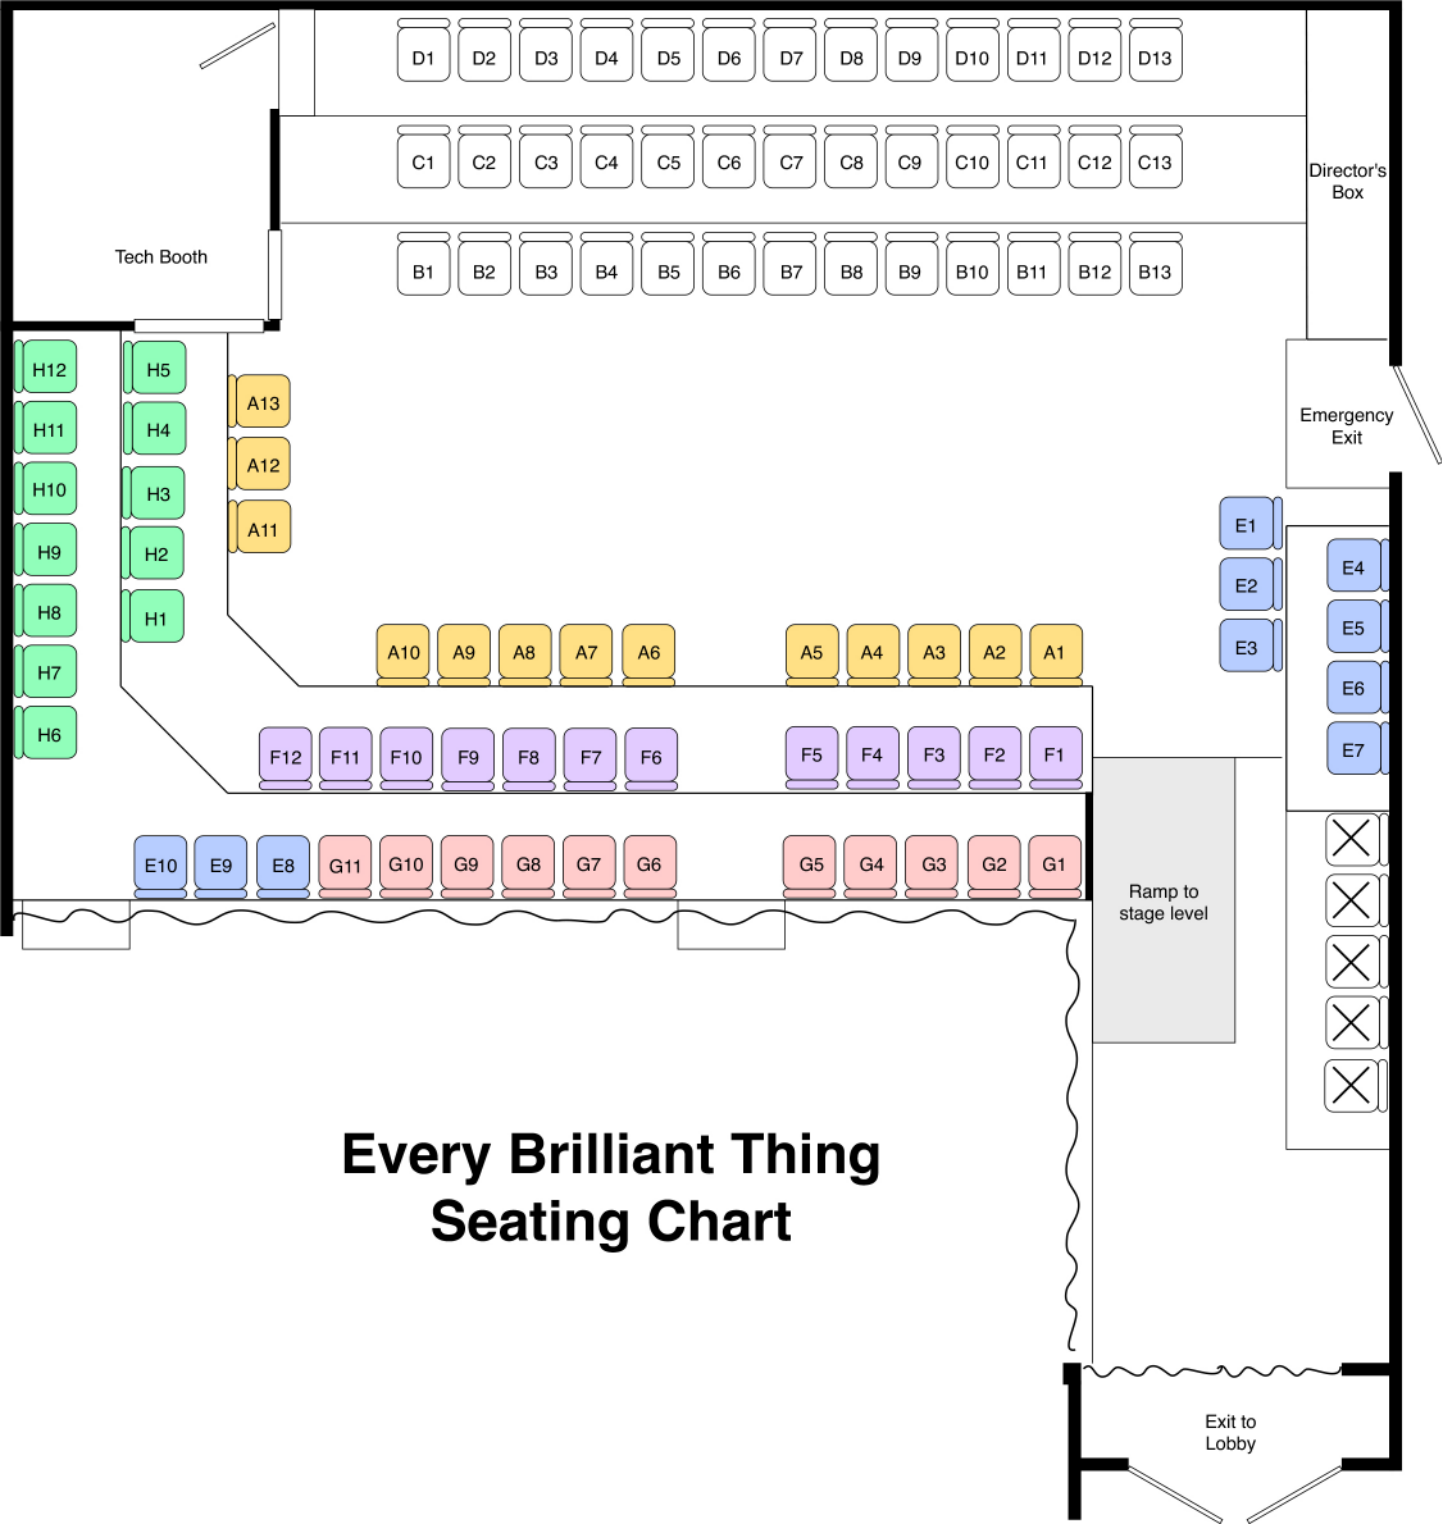 D1 D2 D3 D4 D5 D6 D7 D8 D9 D10 D11 D12 D13
C1 C2 C3 C4 C5 C6 C7 C8 C9 C10 C11 C12 C13
Director's
Box
Tech Booth
B1 B2 B3 B4 B5 B6 B7 B8 B9 B10 B11 B12 B13
H12 H5
A13
H11 H4
Emergency
Exit
A12
H10 H3
A11
E1
H9 H2
E4
E2
H8 H1
E5
E3
A10 A9 A8 A7 A6 A5 A4 A3 A2 A1
H7
E6
H6
E7
F12 F11 F10 F9 F8 F7 F6 F5 F4 F3 F2 F1
E10 E9 E8 G11 G10 G9 G8 G7 G6 G5 G4 G3 G2 G1
Ramp to
stage level
Every Brilliant Thing
Seating Chart
Exit to
Lobby